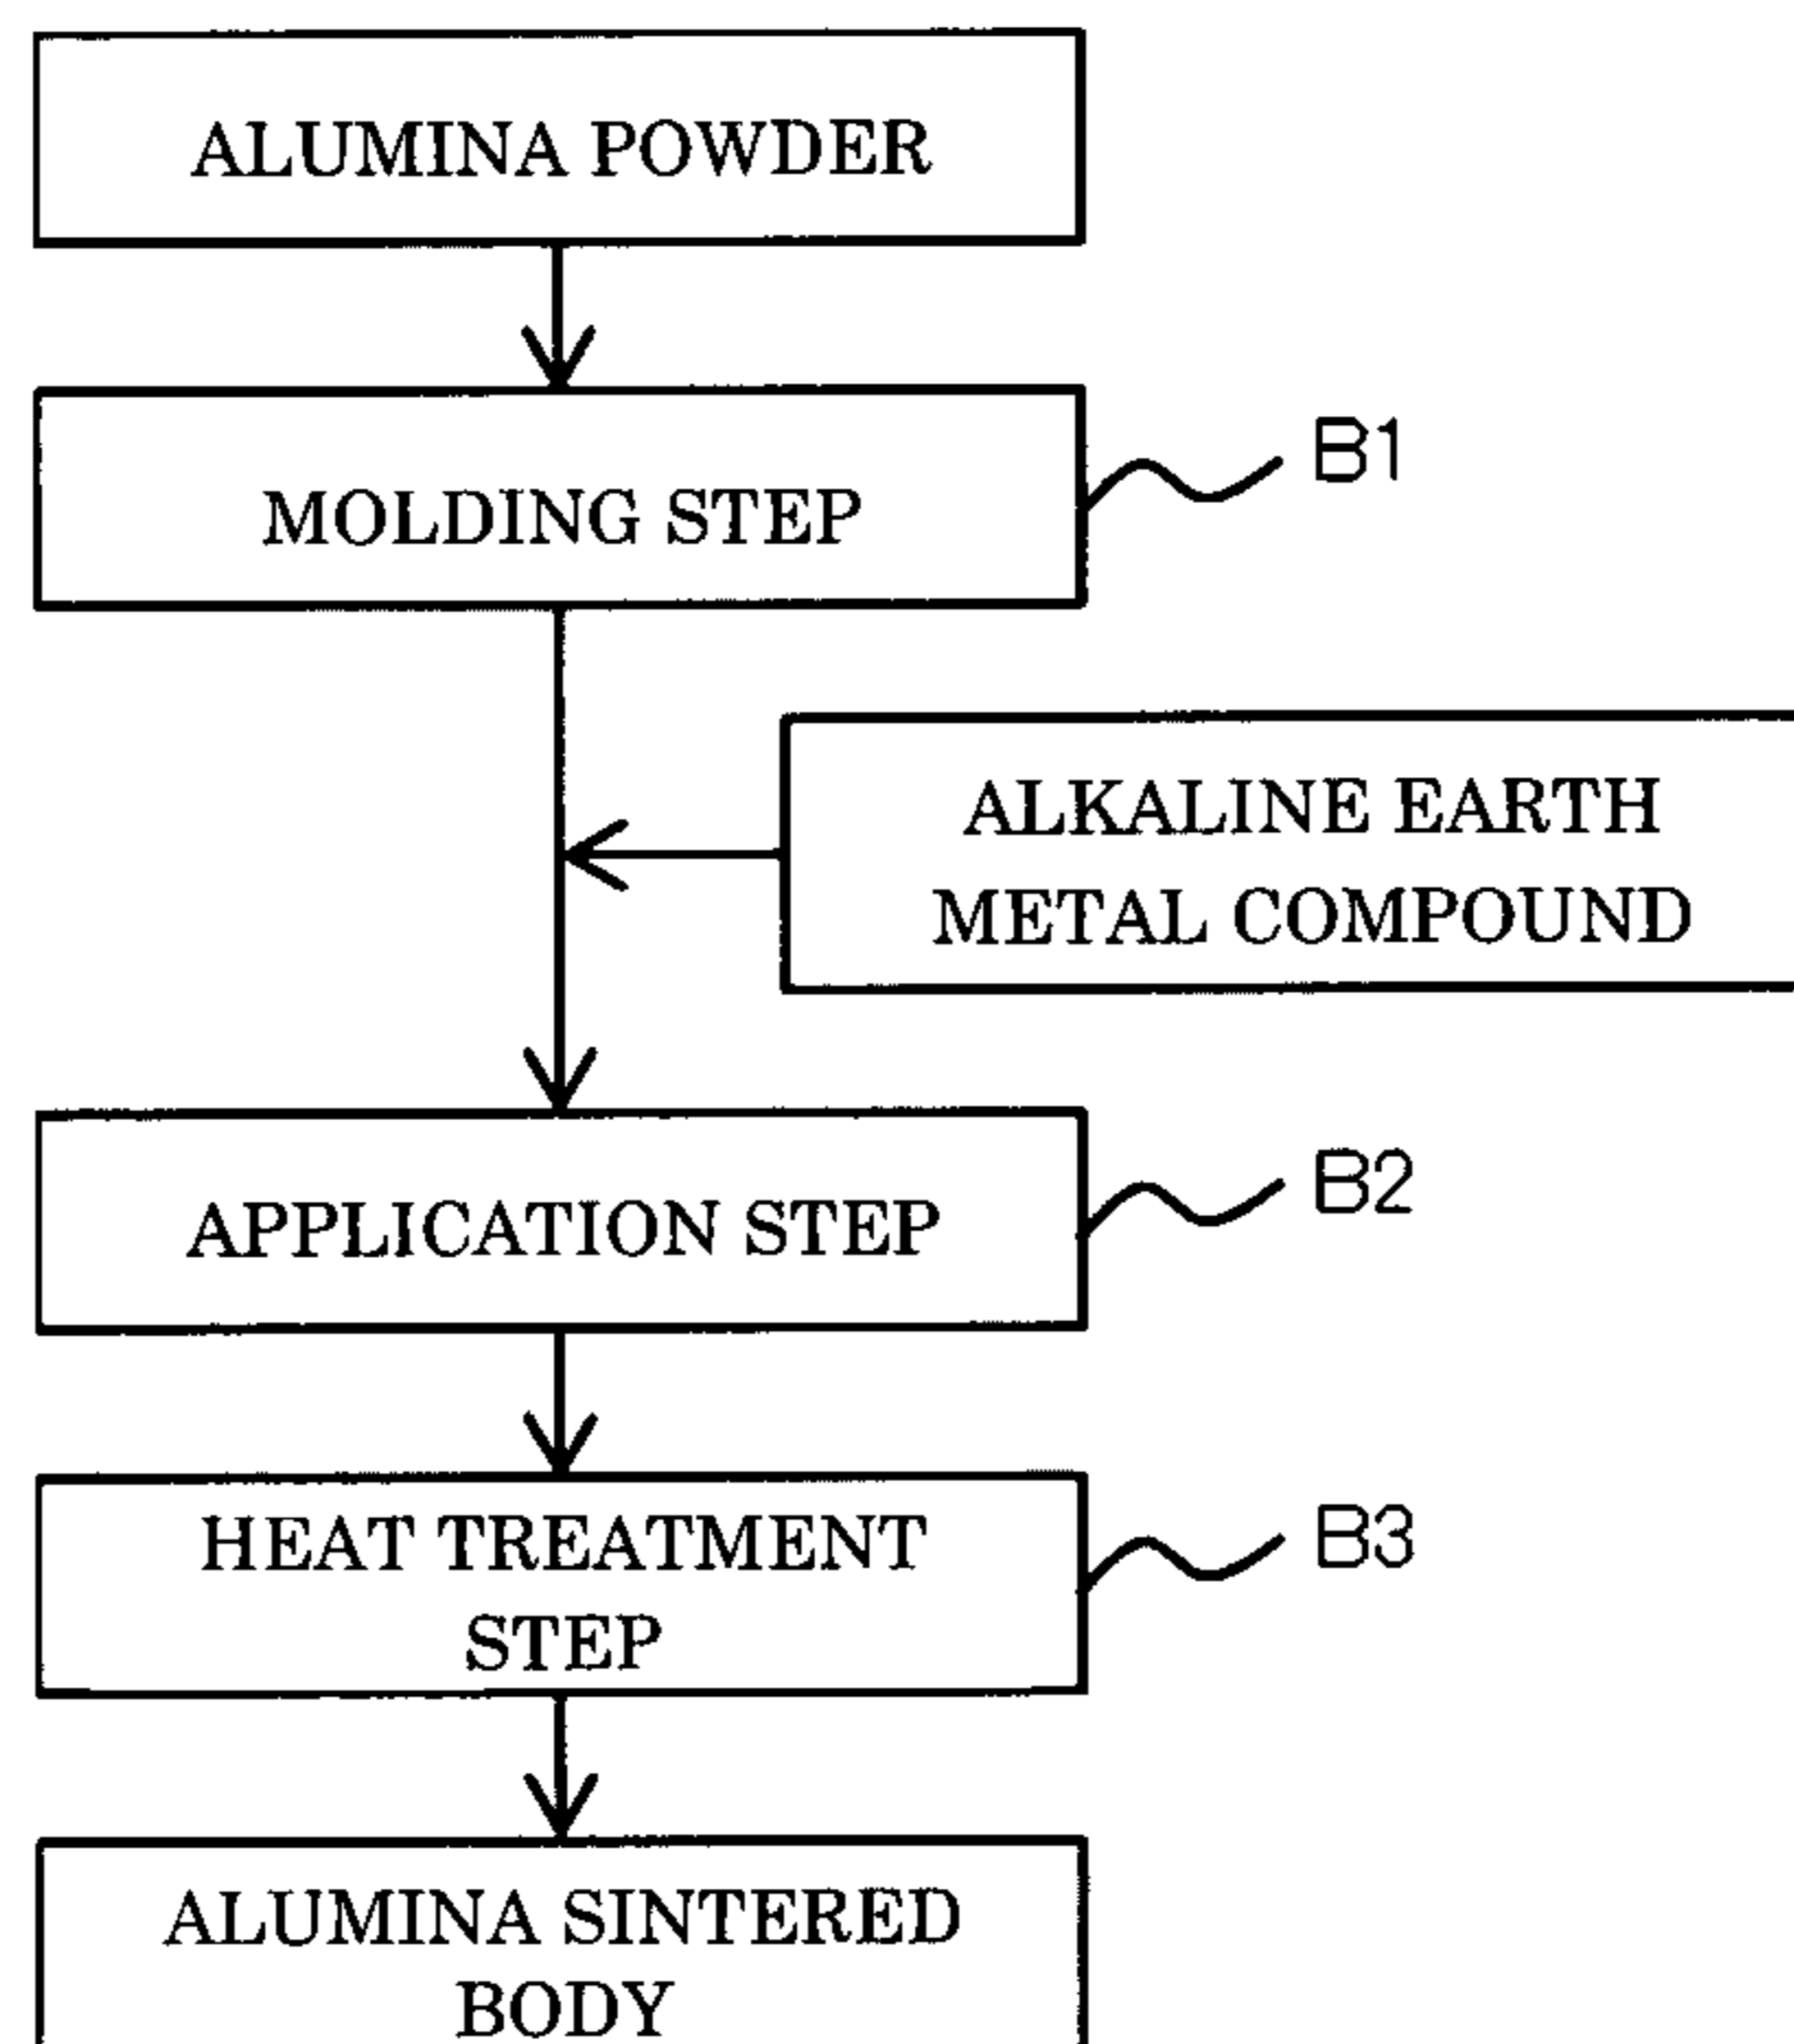 ALUMINA POWDER
MOLDING STEP
B1
ALKALINE EARTH
METAL COMPOUND
APPLICATION STEP
B2
HEAT TREATMENT
STEP
B3
ALUMINA SINTERED
BODY